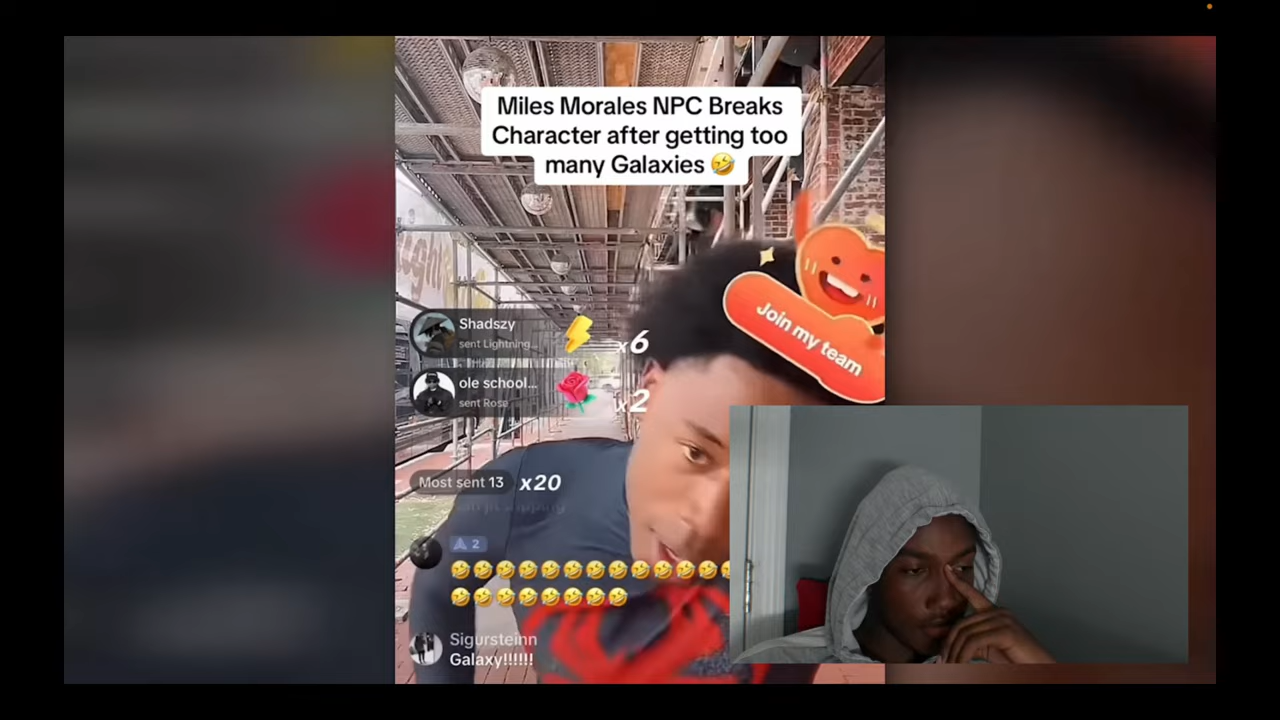 Miles Morales NPC Breaks
Character after getting too
many Galaxies 🤣
Join my team
Shadszy
sent Lightning...
x6
ole school...
sent Rose
x2
Most sent 13 x20
2
🤣🤣🤣🤣🤣🤣🤣🤣🤣🤣🤣🤣🤣
🤣🤣🤣🤣🤣🤣🤣🤣
Sigursteinn
Galaxy!!!!!!